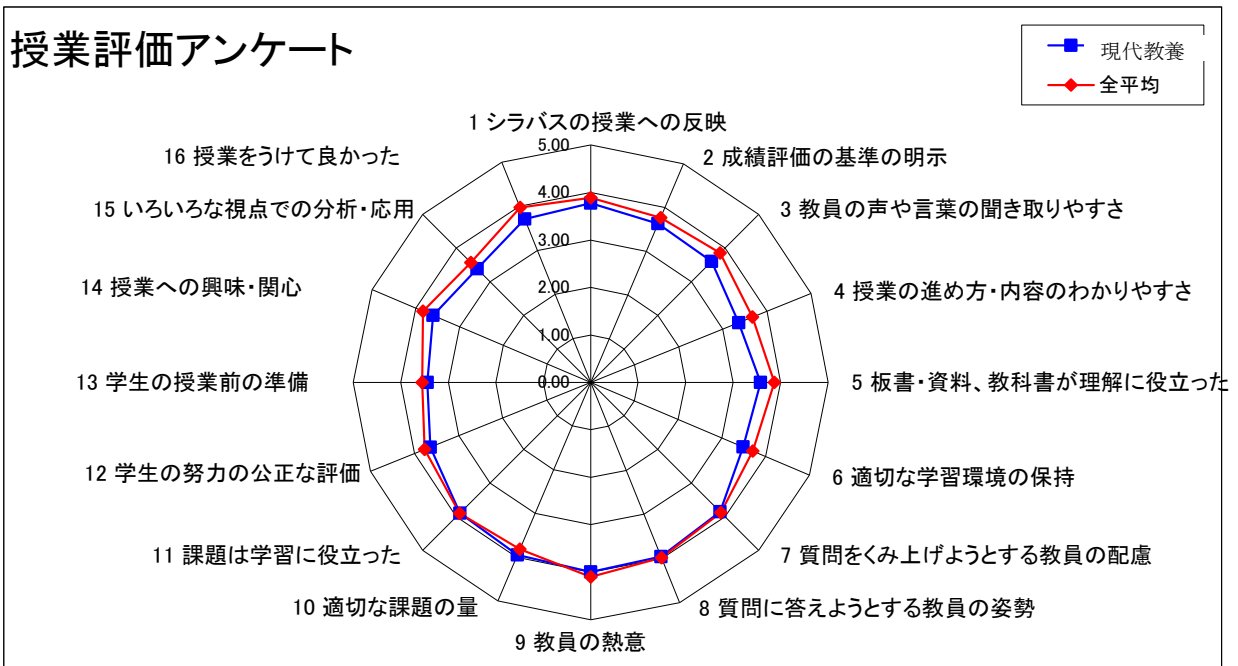 授業評価アンケート
現代教養
全平均
1 シラバスの授業への反映
2 成績評価の基準の明示
3 教員の声や言葉の聞き取りやすさ
4 授業の進め方・内容のわかりやすさ
5 板書・資料、教科書が理解に役立った
6 適切な学習環境の保持
7 質問をくみ上げようとする教員の配慮
8 質問に答えようとする教員の姿勢
9 教員の熱意
10 適切な課題の量
11 課題は学習に役立った
12 学生の努力の公正な評価
13 学生の授業前の準備
14 授業への興味・関心
15 いろいろな視点での分析・応用
16 授業をうけて良かった
5.00
4.00
3.00
2.00
1.00
0.00